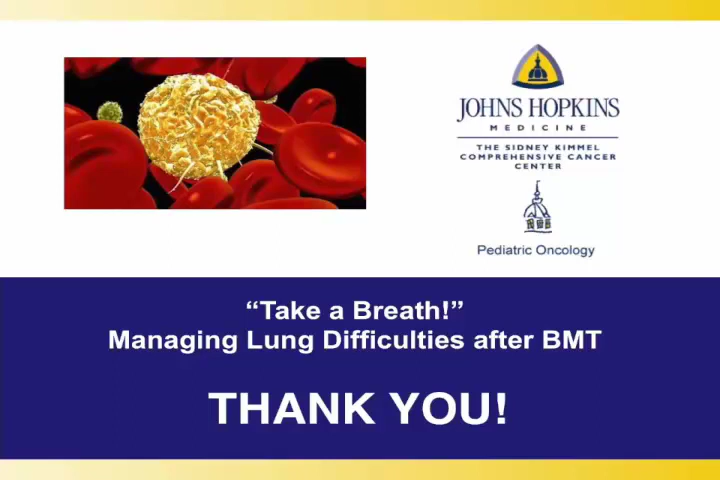 JOHNS HOPKINS
MEDICINE
THE SIDNEY KIMMEL
COMPREHENSIVE CANCER
CENTER
Pediatric Oncology
“Take a Breath!”
Managing Lung Difficulties after BMT
THANK YOU!